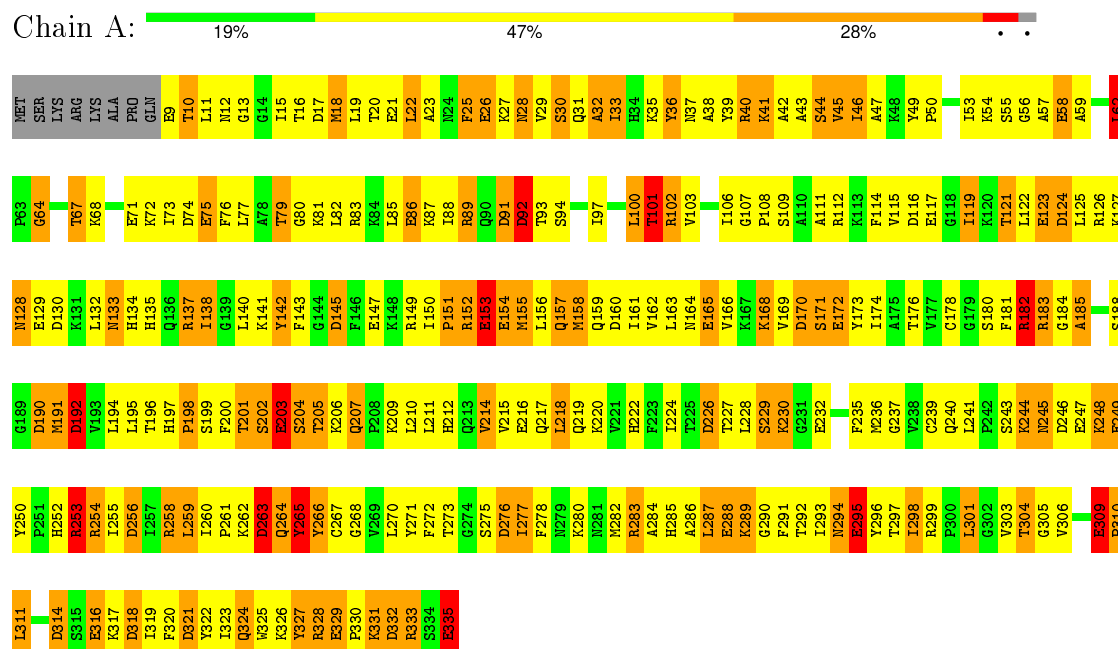 Chain A:
19% 47% 28% • •
MET SER LYS ARG LYS ALA PRO GLN E9 T10 L11 N12 G13 G14 I15 T16 D17 M18 L19 T20 E21 L22 A23 N24 F25 E26 K27 N28 V29 S30 Q31 A32 I33 H34 K35 Y36 N37 A38 Y39 R40 K41 A42 A43 S44 V45 I46 A47 K48 Y49 P50 I53 K54 S55 G56 A57 E58 A59 I62
P63 G64 T67 K68 E71 K72 I73 D74 E75 F76 L77 A78 T79 G80 K81 L82 R83 K84 L85 E86 K87 I88 R89 Q90 D91 D92 T93 S94 I97 L100 T101 R102 V103 I106 G107 P108 S109 A110 A111 R112 K113 F114 V115 D116 E117 G118 I119 K120 T121 L122 E123 D124 L125 R126 K127
N128 E129 D130 K131 L132 N133 H134 H135 Q136 R137 I138 G139 L140 K141 Y142 F143 G144 D145 F146 E147 K148 R149 I150 P151 R152 E153 E154 M155 L156 Q157 M158 Q159 D160 I161 V162 L163 N164 E165 V166 K167 K168 V169 D170 S171 E172 Y173 I174 A175 T176 V177 C178 G179 S180 F181 R182 R183 G184 A185 S188
G189 D190 M191 D192 V193 L194 L195 T196 H197 P198 S199 F200 T201 S202 E203 S204 T205 K206 Q207 P208 K209 L210 L211 H212 Q213 V214 V215 E216 Q217 L218 Q219 K220 V221 H222 F223 I224 T225 D226 T227 L228 S229 K230 G231 E232 F235 M236 G237 V238 C239 Q240 L241 P242 S243 K244 N245 D246 E247 K248 E249
Y250 P251 H252 R253 R254 I255 D256 I257 R258 L259 I260 P261 K262 D263 Q264 Y265 Y266 C267 G268 V269 L270 Y271 F272 T273 G274 S275 D276 I277 F278 N279 K280 N281 M282 R283 A284 H285 A286 L287 E288 K289 G290 F291 T292 I293 N294 E295 Y296 T297 I298 R299 P300 L301 G302 V303 T304 G305 V306 E309 P310
L311 D314 S315 E316 K317 D318 I319 F320 D321 Y322 I323 Q324 W325 K326 Y327 R328 E329 P330 K331 D332 R333 S334 E335